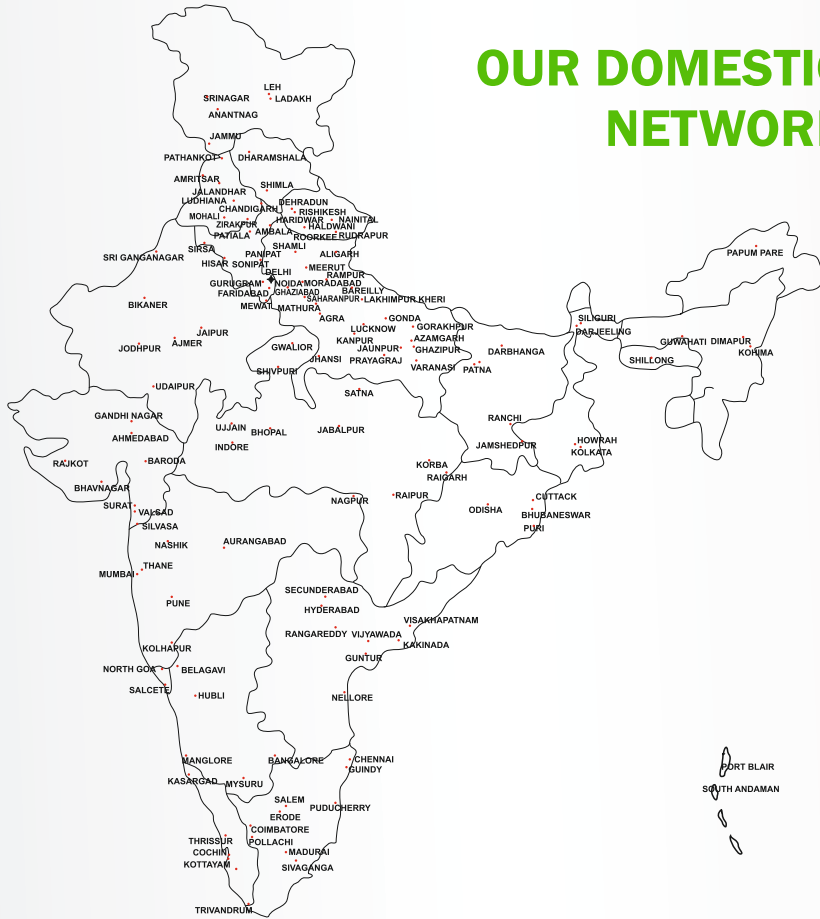 OUR DOMESTIC
NETWOR
LEH
SRINAGAR
LADAKH
ANANTNAG
JAMMU
PATHANKOT
DHARAMSHALA
AMRITSAR
SHIMLA
JALANDHAR
LUDHIANA
DEHRADUN
CHANDIGARH
RISHIKESH
MOHALI
HARIDWAR
NAINITAL
ZIRAKPUR
HALDWANI
PATIALA
AMBALA
ROORKEE
RUDRAPUR
SHAMLI
SIRSA
PANIPAT
ALIGARH
PAPUM PARE
SRI GANGANAGAR
HISAR
SONIPAT
MEERUT
DELHI
RAMPUR
GURUGRAM
NOIDA
MORADABAD
FARIDABAD
GHAZIABAD
BAREILLY
SAHARANPUR
LAKHIMPUR KHERI
BIKANER
MEWAT
MATHURA
AGRA
GONDA
SILIGURI
JAIPUR
LUCKNOW
GORAKHPUR
DARJEELING
AJMER
KANPUR
AZAMGARH
GUWAHATI
DIMAPUR
JODHPUR
GWALIOR
JAUNPUR
GHAZIPUR
DARBHANGA
KOHIMA
JHANSI
PRAYAGRAJ
SHILLONG
SHIVPURI
VARANASI
PATNA
UDAIPUR
SATNA
GANDHI NAGAR
RANCHI
UJJAIN
BHOPAL
JABALPUR
AHMEDABAD
HOWRAH
INDORE
JAMSHEDPUR
KOLKATA
RAJKOT
BARODA
KORBA
RAIGARH
BHAVNAGAR
RAIPUR
CUTTACK
NAGPUR
SURAT
VALSAD
ODISHA
BHUBANESWAR
SILVASA
PURI
NASHIK
AURANGABAD
THANE
MUMBAI
SECUNDERABAD
PUNE
HYDERABAD
VISAKHAPATNAM
RANGAREDDY
VIJYAWADA
KAKINADA
KOLHAPUR
GUNTUR
NORTH GOA
BELAGAVI
SALCETE
HUBLI
NELLORE
MANGLORE
BANGALORE
CHENNAI
GUINDY
PORT BLAIR
KASARGAD
MYSURU
SOUTH ANDAMAN
SALEM
PUDUCHERRY
ERODE
COIMBATORE
THRISSUR
POLLACHI
COCHIN
MADURAI
KOTTAYAM
SIVAGANGA
TRIVANDRUM